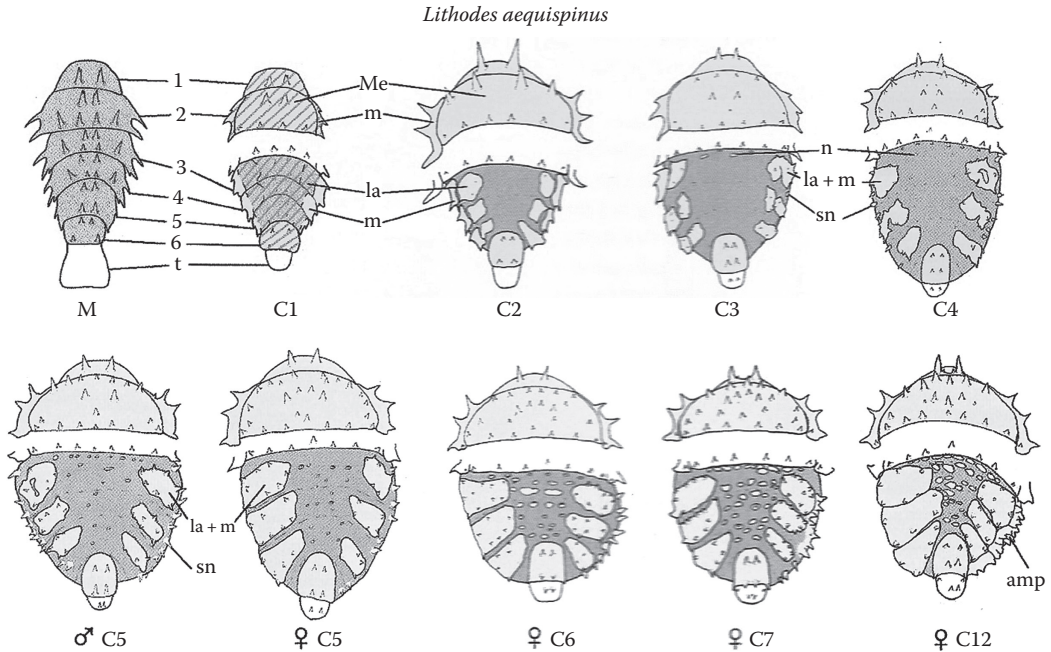 Lithodes aequispinus
1
2
3
4
5
6
t
Me
m
la
m
n
la + m
sn
M
C1
C2
C3
C4
la + m
sn
amp
♂ C5
♀ C5
♀ C6
♀ C7
♀ C12